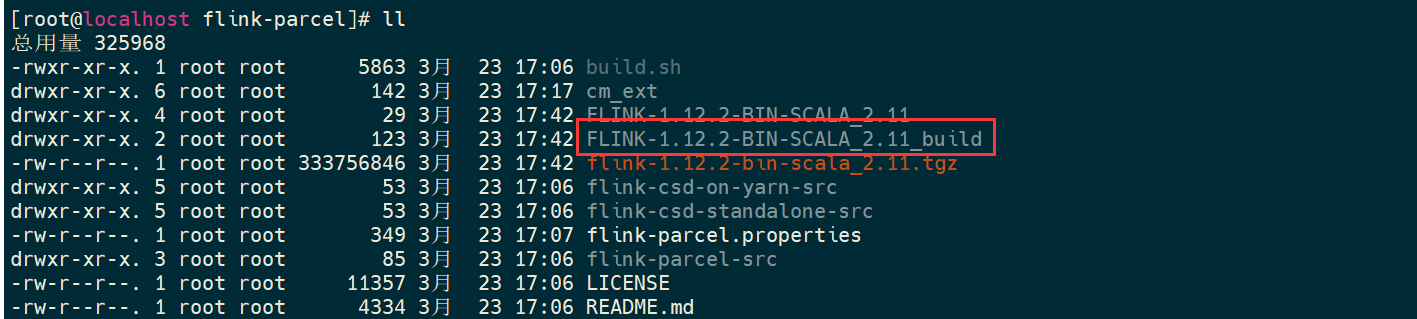 [root@localhost flink-parcel]# ll
总用量 325968
-rwxr-xr-x. 1 root root      5863 3月  23 17:06 build.sh
drwxr-xr-x. 6 root root       142 3月  23 17:17 cm_ext
drwxr-xr-x. 4 root root        29 3月  23 17:42 FLINK-1.12.2-BIN-SCALA_2.11
drwxr-xr-x. 2 root root       123 3月  23 17:42 FLINK-1.12.2-BIN-SCALA_2.11_build
-rw-r--r--. 1 root root 333756846 3月  23 17:42 flink-1.12.2-bin-scala_2.11.tgz
drwxr-xr-x. 5 root root        53 3月  23 17:06 flink-csd-on-yarn-src
drwxr-xr-x. 5 root root        53 3月  23 17:06 flink-csd-standalone-src
-rw-r--r--. 1 root root       349 3月  23 17:07 flink-parcel.properties
drwxr-xr-x. 3 root root        85 3月  23 17:06 flink-parcel-src
-rw-r--r--. 1 root root     11357 3月  23 17:06 LICENSE
-rw-r--r--. 1 root root      4334 3月  23 17:06 README.md